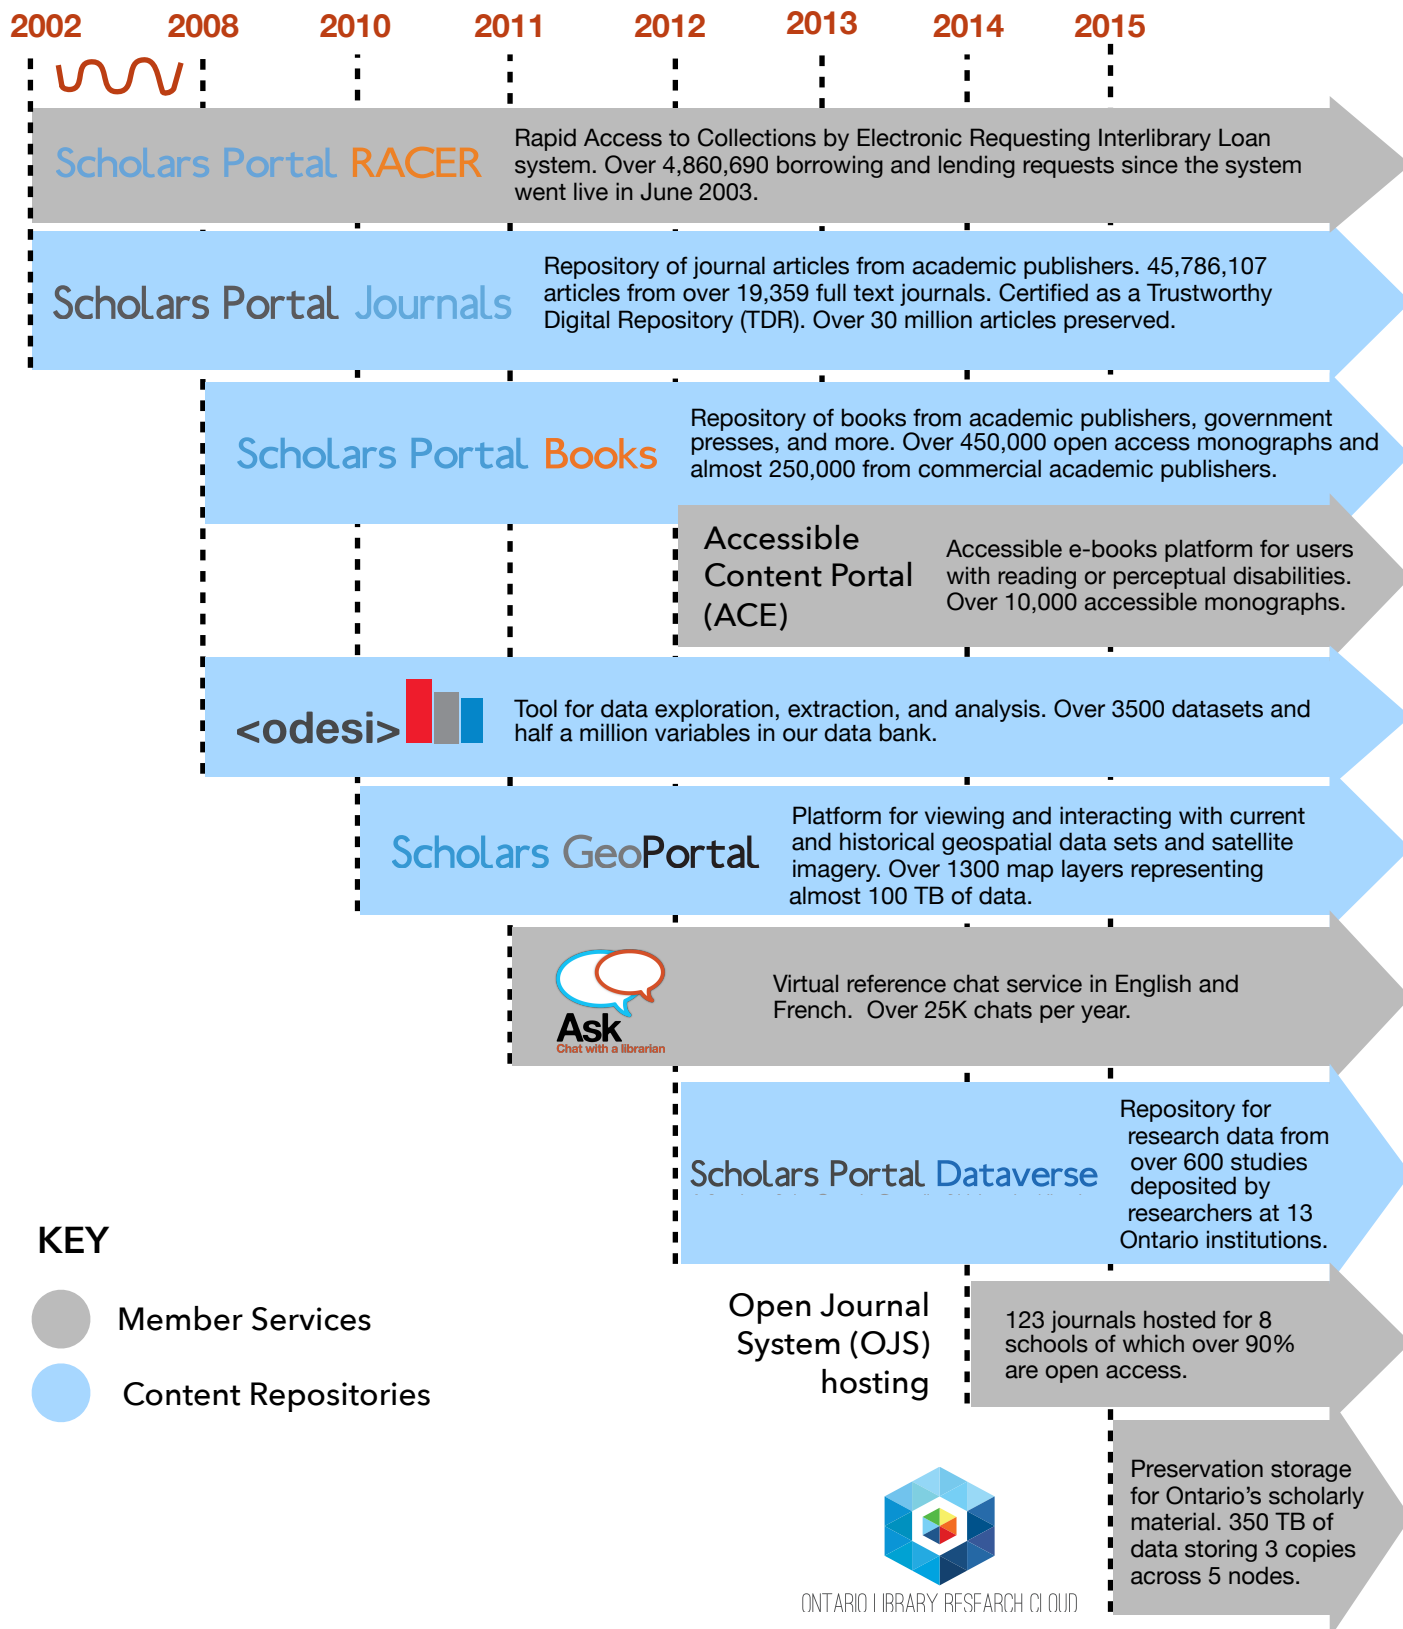 2002 2008 2010 2011 2012 2013 2014 2015
Scholars Portal RACER
Rapid Access to Collections by Electronic Requesting Interlibrary Loan
system. Over 4,860,690 borrowing and lending requests since the system
went live in June 2003.
Scholars Portal Journals
Repository of journal articles from academic publishers. 45,786,107
articles from over 19,359 full text journals. Certified as a Trustworthy
Digital Repository (TDR). Over 30 million articles preserved.
Scholars Portal Books
Repository of books from academic publishers, government
presses, and more. Over 450,000 open access monographs and
almost 250,000 from commercial academic publishers.
Accessible
Content Portal
(ACE)
Accessible e-books platform for users
with reading or perceptual disabilities.
Over 10,000 accessible monographs.
<odesi>
Tool for data exploration, extraction, and analysis. Over 3500 datasets and
half a million variables in our data bank.
Scholars GeoPortal
Platform for viewing and interacting with current
and historical geospatial data sets and satellite
imagery. Over 1300 map layers representing
almost 100 TB of data.
Ask
Chat with a librarian
Virtual reference chat service in English and
French.  Over 25K chats per year.
Scholars Portal Dataverse
Repository for
research data from
over 600 studies
deposited by
researchers at 13
Ontario institutions.
KEY
Member Services
Content Repositories
Open Journal
System (OJS)
hosting
123 journals hosted for 8
schools of which over 90%
are open access.
ONTARIO LIBRARY RESEARCH CLOUD
Preservation storage
for Ontario's scholarly
material. 350 TB of
data storing 3 copies
across 5 nodes.